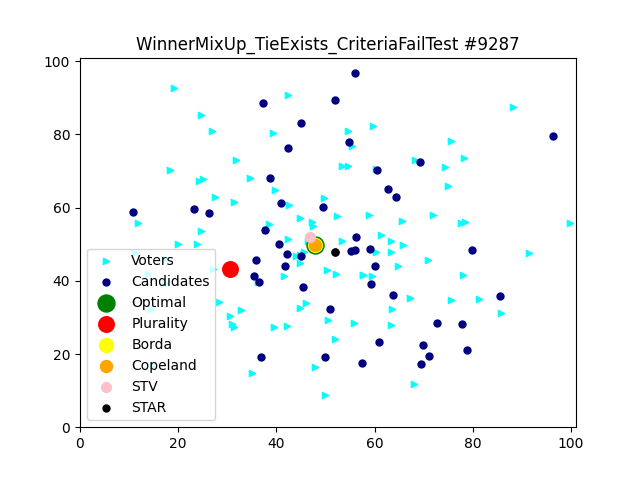 WinnerMixUp_TieExists_CriteriaFailTest #9287
100
80
60
40
20
0
Voters
Candidates
Optimal
Plurality
Borda
Copeland
STV
STAR
0 20 40 60 80 100